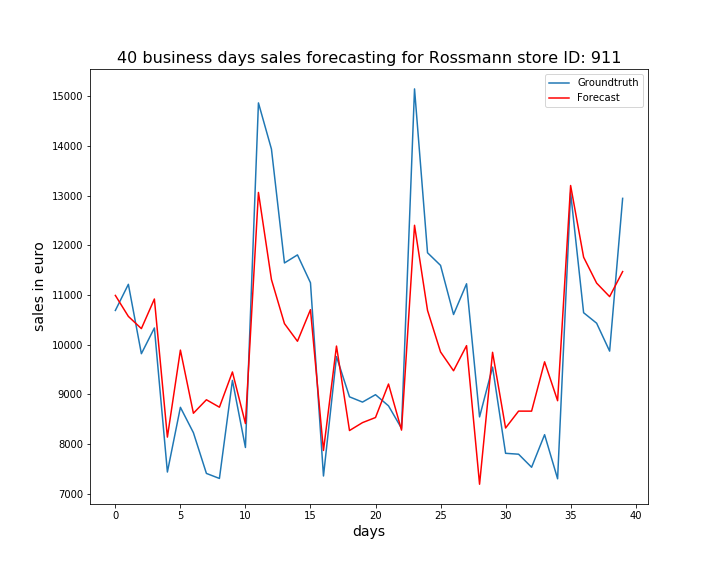 40 business days sales forecasting for Rossmann store ID: 911
Groundtruth
Forecast
15000
14000
13000
12000
11000
10000
9000
8000
7000
sales in euro
0 5 10 15 20 25 30 35 40
days